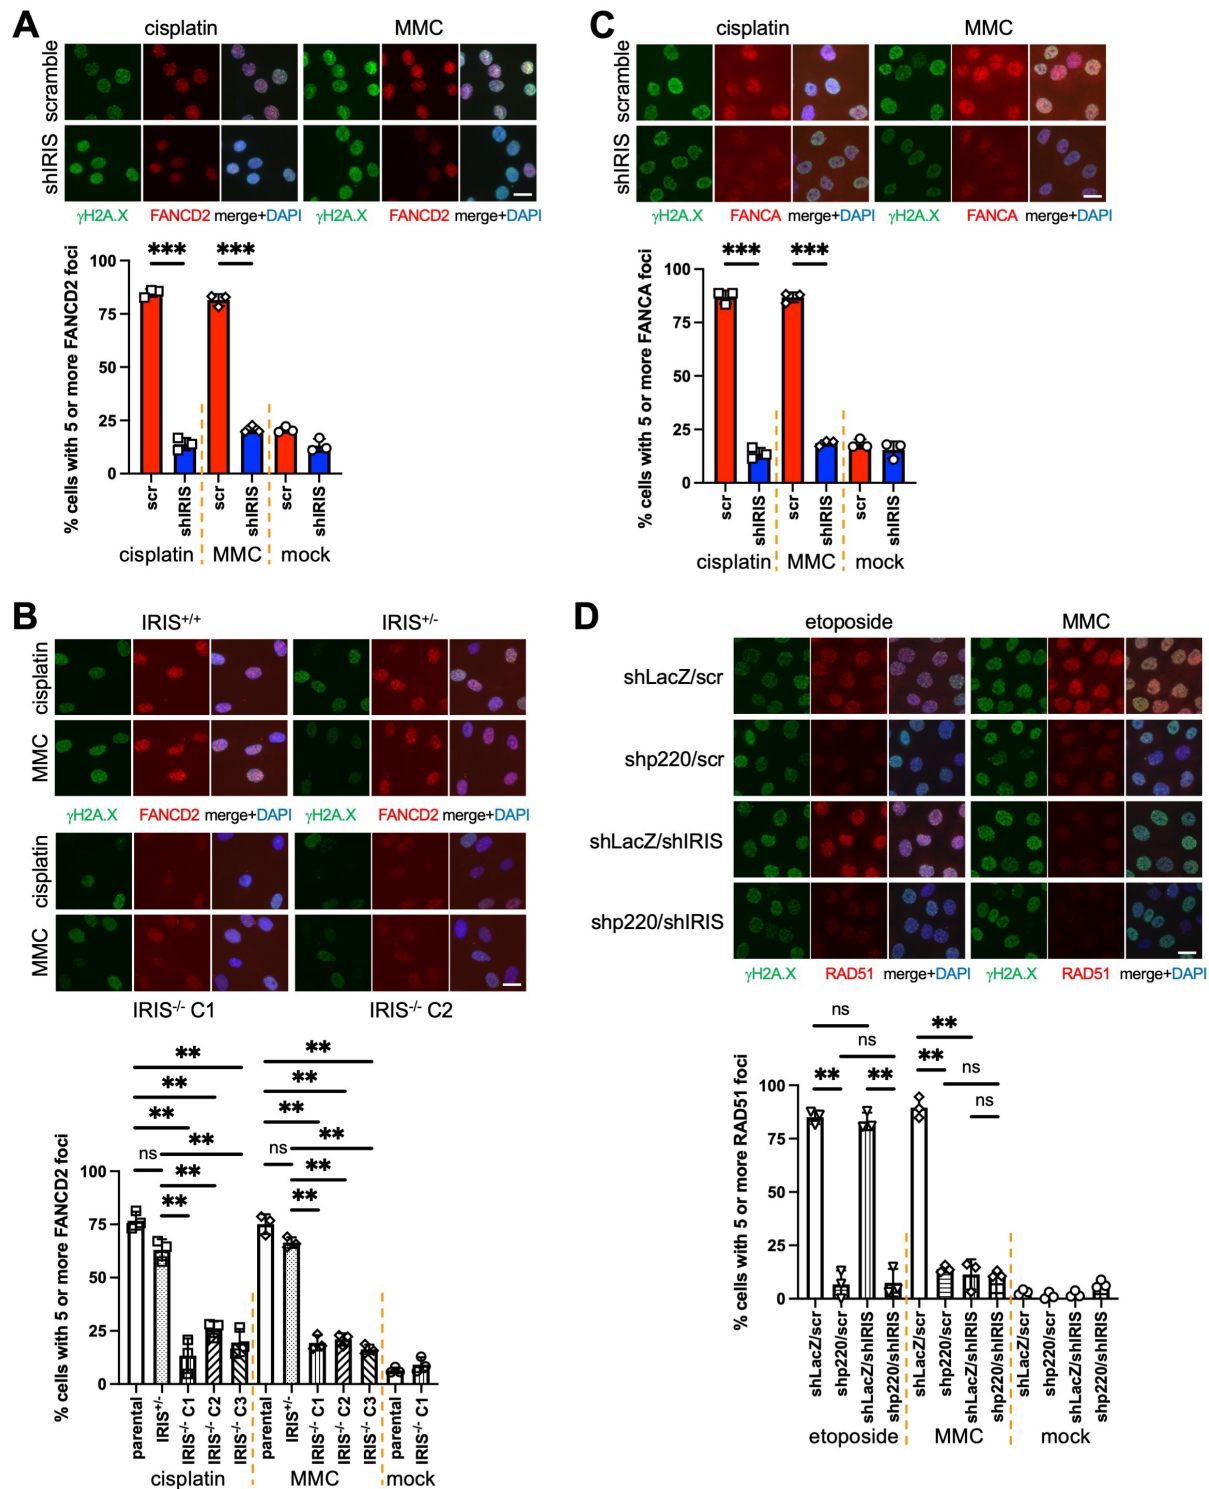 A
cisplatin
MMC
scramble
shIRIS
γH2A.X
FANCD2
merge+DAPI
γH2A.X
FANCD2
merge+DAPI
% cells with 5 or more FANCD2 foci
100
75
50
25
0
***
***
scr
shIRIS
scr
shIRIS
scr
shIRIS
cisplatin
MMC
mock
C
cisplatin
MMC
scramble
shIRIS
γH2A.X
FANCA
merge+DAPI
γH2A.X
FANCA
merge+DAPI
% cells with 5 or more FANCA foci
100
75
50
25
0
***
***
scr
shIRIS
scr
shIRIS
scr
shIRIS
cisplatin
MMC
mock
B
IRIS+/+
IRIS+/-
cisplatin
MMC
γH2A.X
FANCD2
merge+DAPI
γH2A.X
FANCD2
merge+DAPI
cisplatin
MMC
IRIS-/- C1
IRIS-/- C2
% cells with 5 or more FANCD2 foci
100
75
50
25
0
**
**
**
**
ns
**
**
**
**
**
**
ns
**
**
parental
IRIS+/-
IRIS-/- C1
IRIS-/- C2
IRIS-/- C3
parental
IRIS+/-
IRIS-/- C1
IRIS-/- C2
IRIS-/- C3
parental
IRIS-/- C1
cisplatin
MMC
mock
D
etoposide
MMC
shLacZ/scr
shp220/scr
shLacZ/shIRIS
shp220/shIRIS
γH2A.X
RAD51
merge+DAPI
γH2A.X
RAD51
merge+DAPI
% cells with 5 or more RAD51 foci
100
75
50
25
0
ns
ns
**
**
**
**
ns
ns
shLacZ/scr
shp220/scr
shLacZ/shIRIS
shp220/shIRIS
shLacZ/scr
shp220/scr
shLacZ/shIRIS
shp220/shIRIS
shLacZ/scr
shp220/scr
shLacZ/shIRIS
shp220/shIRIS
etoposide
MMC
mock